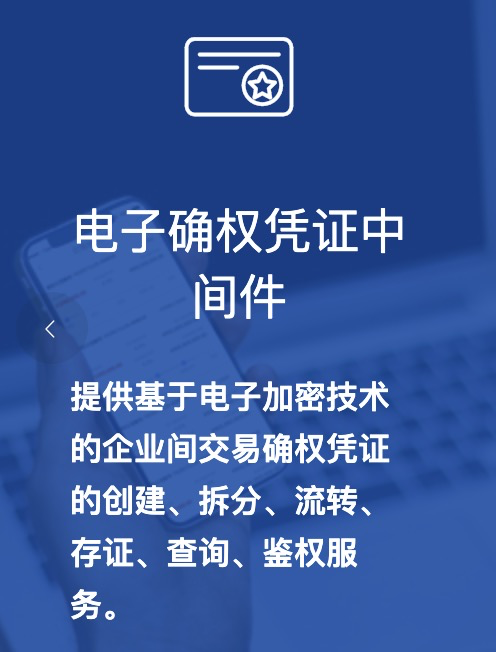 电子确权凭证中
间件
提供基于电子加密技术
的企业间交易确权凭证
的创建、拆分、流转、
存证、查询、鉴权服
务。